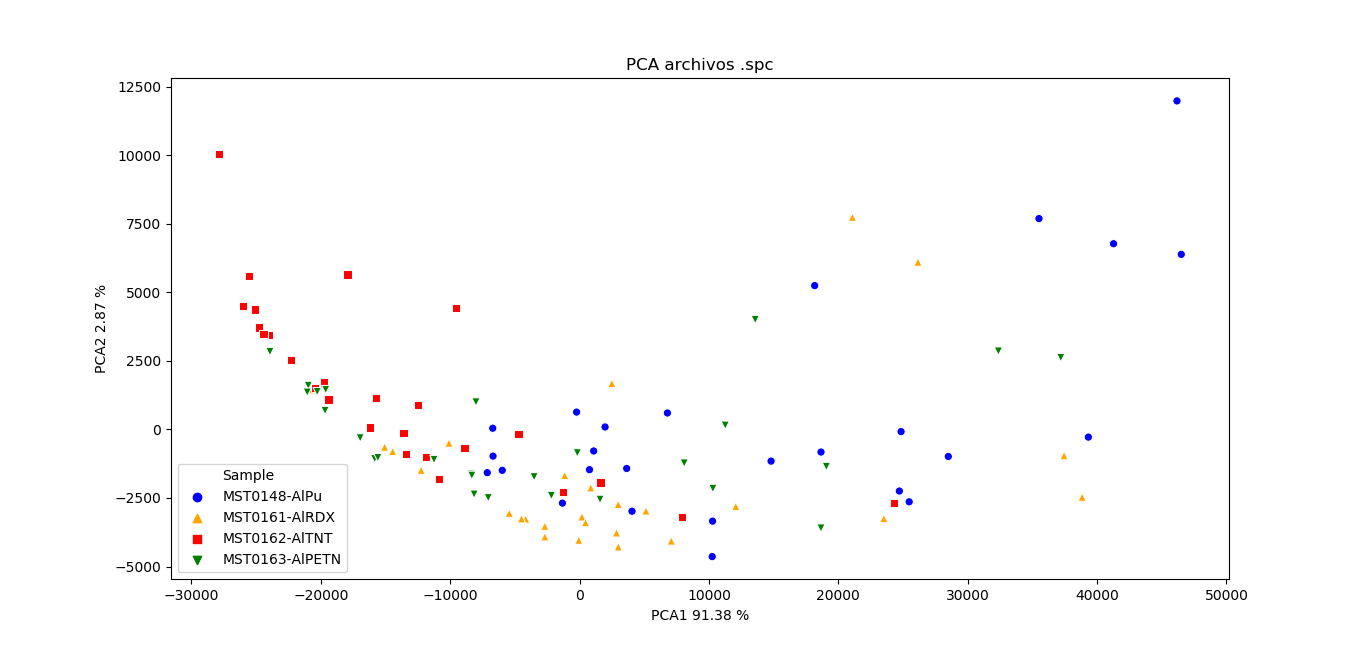 PCA archivos .spc
12500
10000
7500
5000
2500
0
−2500
−5000
PCA2 2.87 %
Sample
MST0148-AlPu
MST0161-AlRDX
MST0162-AlTNT
MST0163-AlPETN
−30000 −20000 −10000 0 10000 20000 30000 40000 50000
PCA1 91.38 %